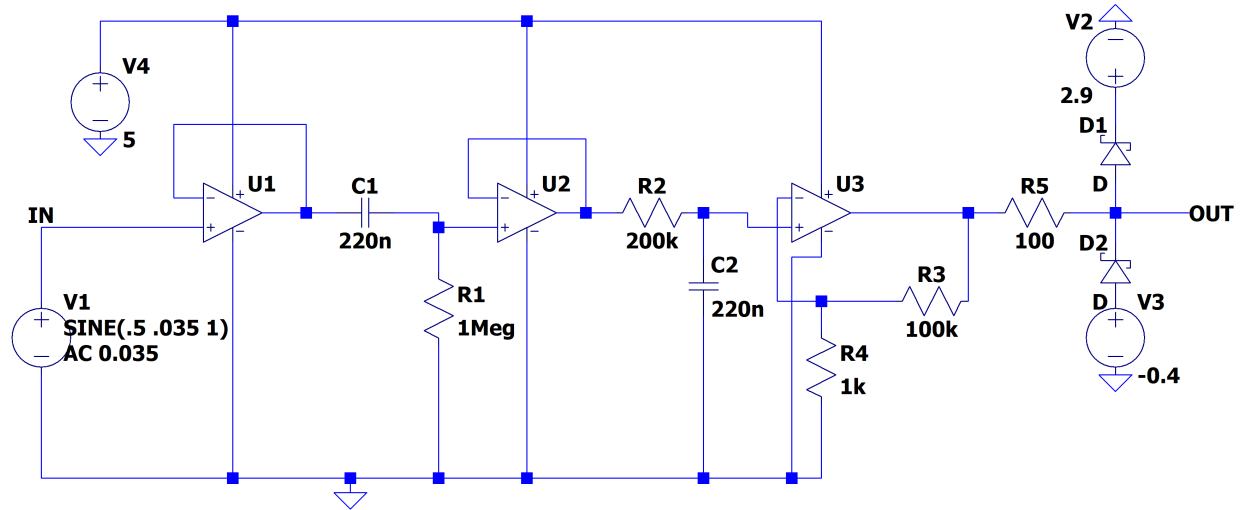 V4
5
IN
V1
SINE(.5 .035 1)
AC 0.035
U1
C1
220n
R1
1Meg
U2
R2
200k
C2
220n
U3
R3
100k
R4
1k
R5
100
V2
2.9
D1
D
OUT
D2
D
V3
-0.4